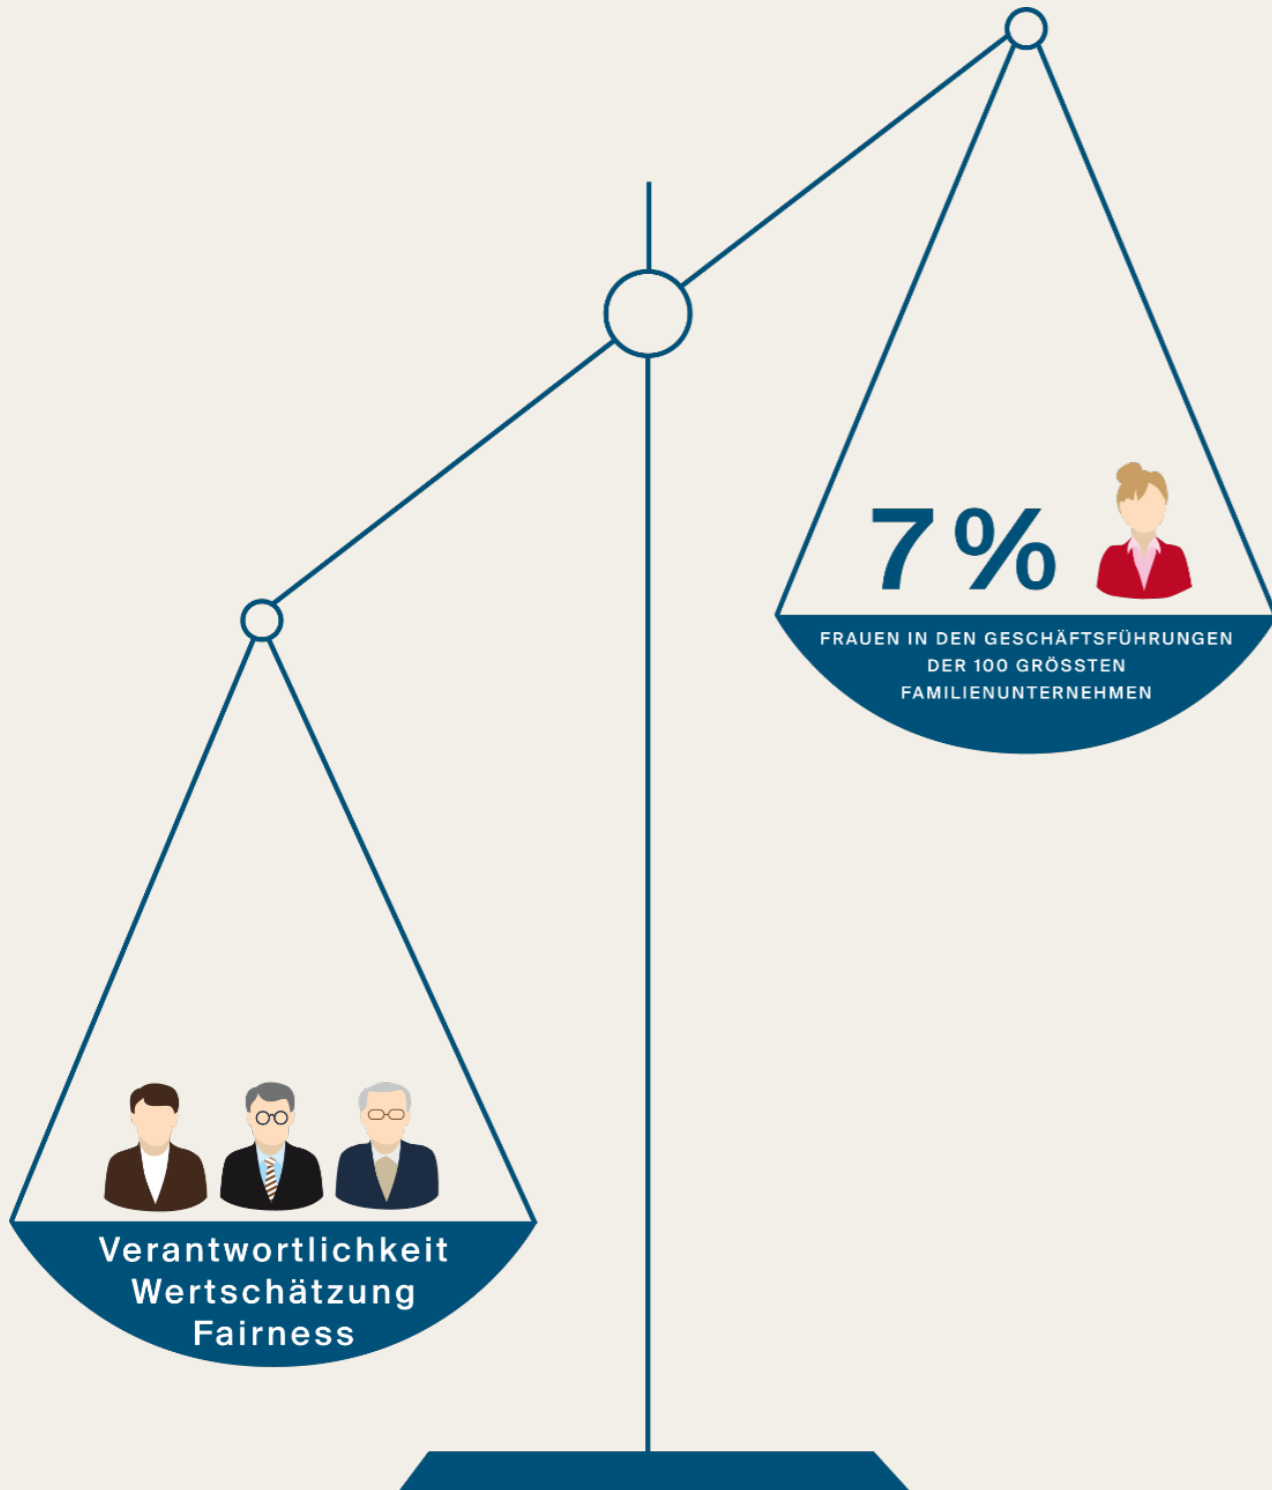 7%
FRAUEN IN DEN GESCHÄFTSFÜHRUNGEN
DER 100 GRÖSSTEN
FAMILIENUNTERNEHMEN
Verantwortlichkeit
Wertschätzung
Fairness